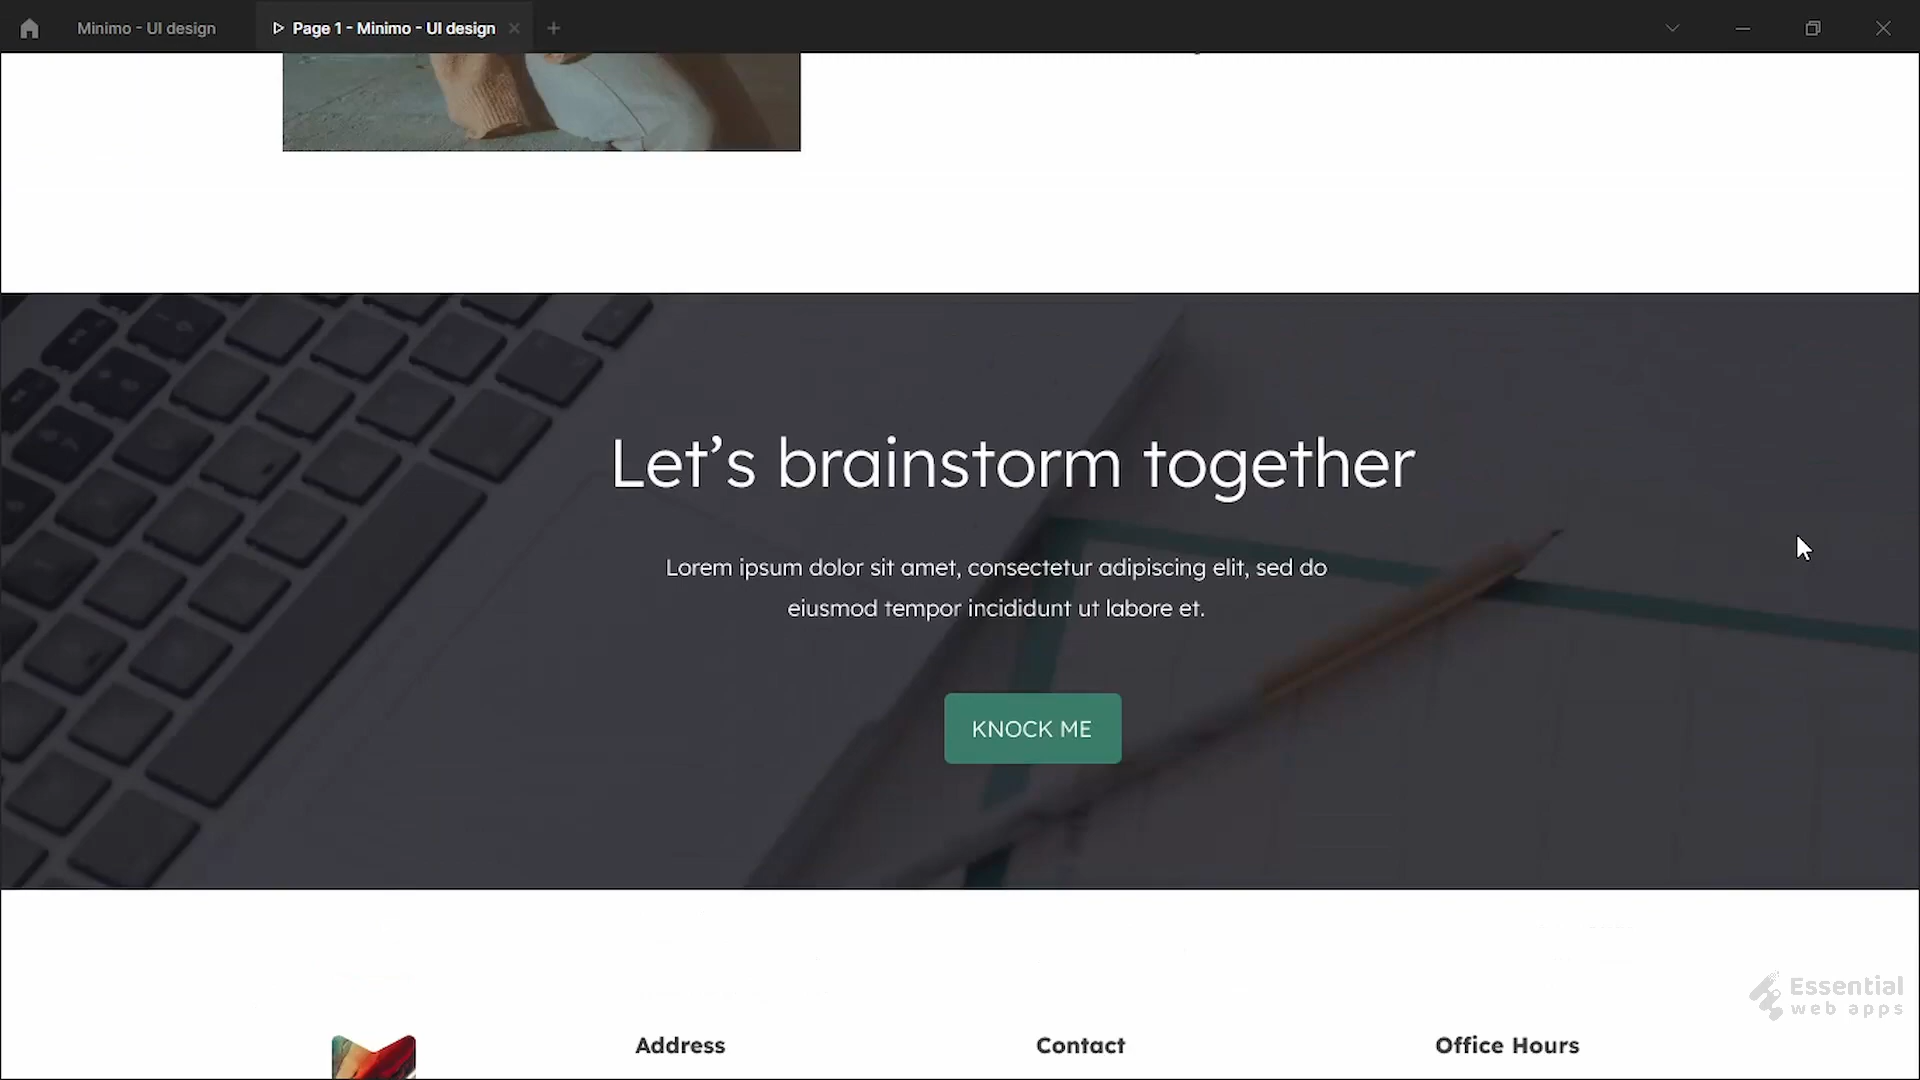 Minimo - UI design
Page 1 - Minimo - UI design
Let’s brainstorm together
Lorem ipsum dolor sit amet, consectetur adipiscing elit, sed do
eiusmod tempor incididunt ut labore et.
KNOCK ME
Essential
web apps
Address
Contact
Office Hours